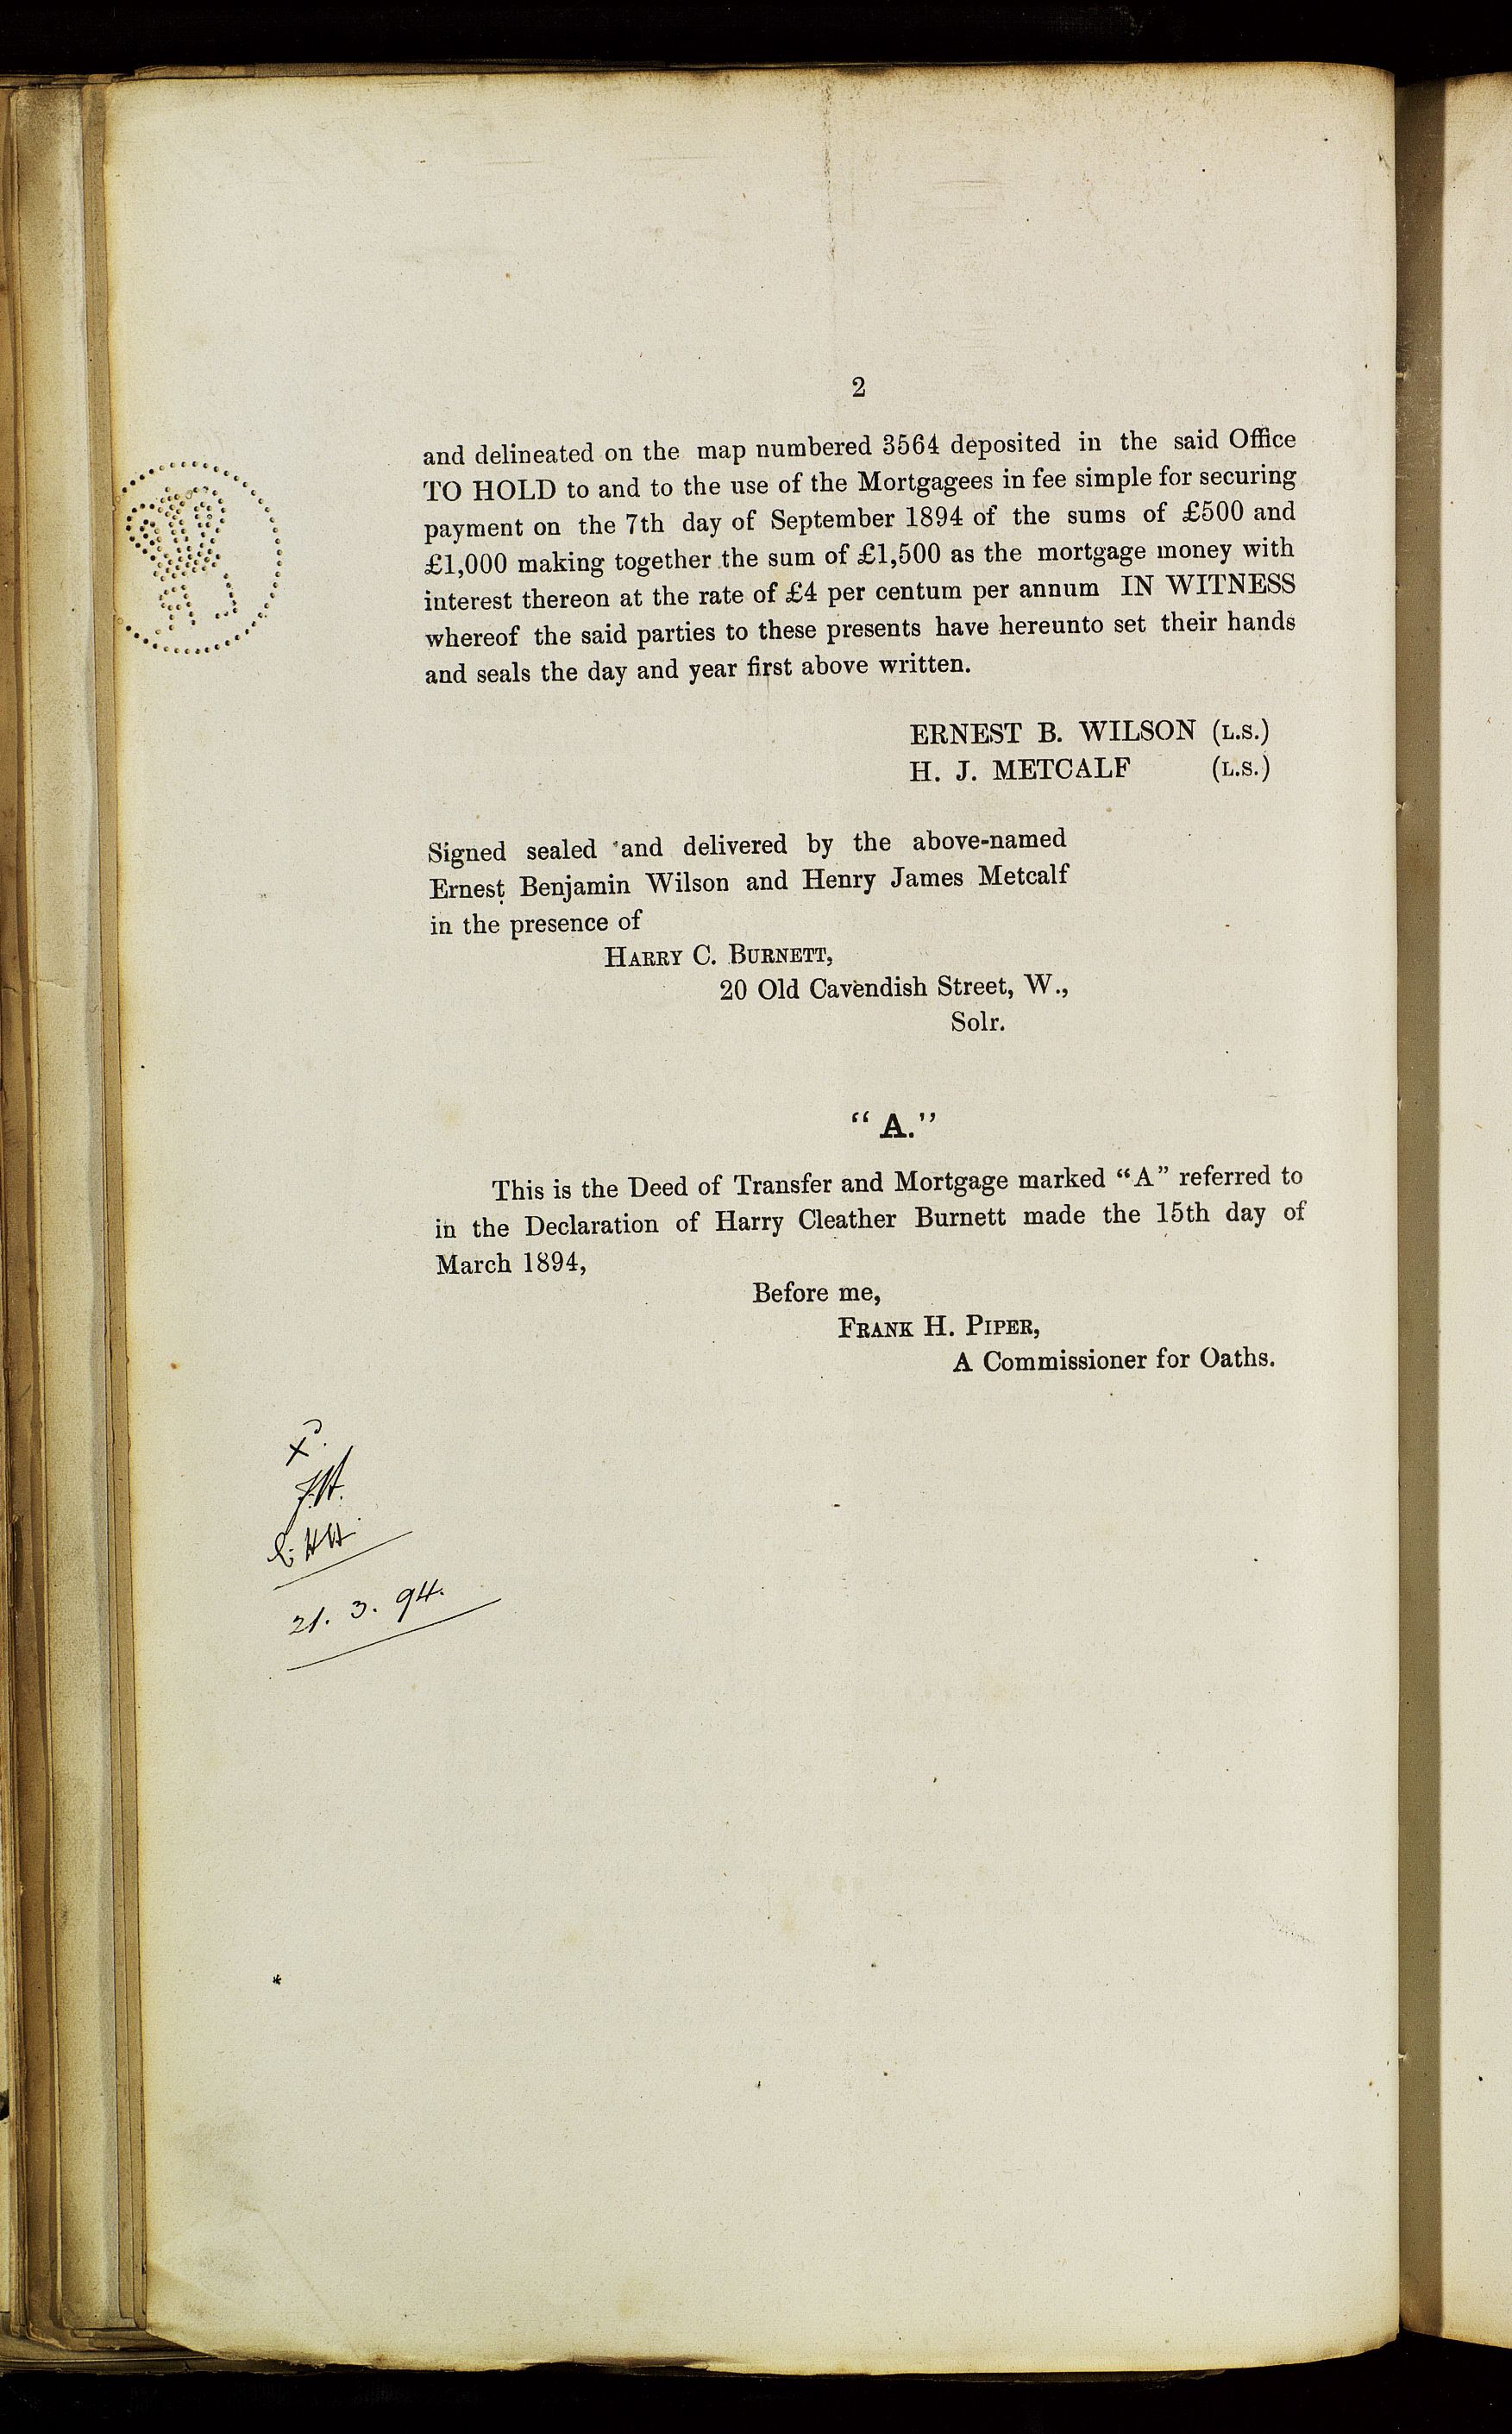 2
and delineated on the map numbered 3564 deposited in the said Office
TO HOLD to and to the use of the Mortgagees in fee simple for securing
payment on the 7th day of September 1894 of the sums of £500 and
£1,000 making together the sum of £1,500 as the mortgage money with
interest thereon at the rate of £4 per centum per annum IN WITNESS
whereof the said parties to these presents have hereunto set their hands
and seals the day and year first above written.
ERNEST B. WILSON (L.S.)
H. J. METCALF (L.S.)
Signed sealed and delivered by the above-named
Ernest Benjamin Wilson and Henry James Metcalf
in the presence of
HARRY C. BURNETT,
20 Old Cavendish Street, W.,
Solr.
“A.”
This is the Deed of Transfer and Mortgage marked “A” referred to
in the Declaration of Harry Cleather Burnett made the 15th day of
March 1894,
Before me,
FRANK H. PIPER,
A Commissioner for Oaths.
21. 3. 94.